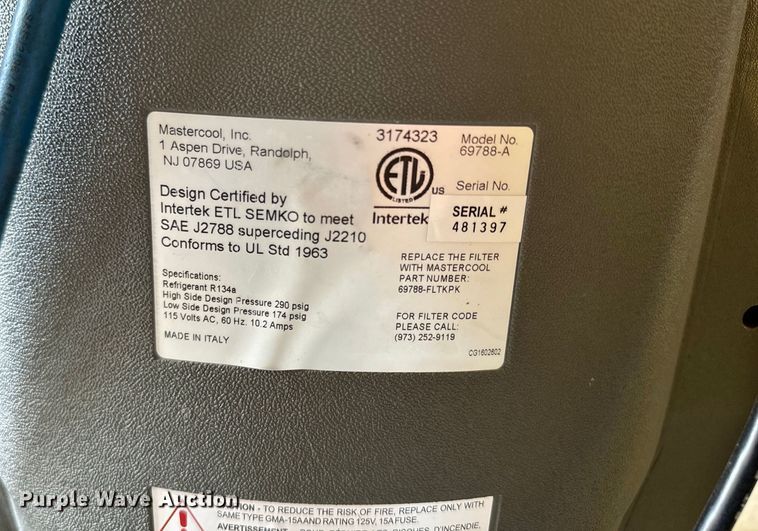 Mastercool, Inc.
1 Aspen Drive, Randolph,
NJ 07869 USA
Design Certified by
Intertek ETL SEMKO to meet
SAE J2788 superceding J2210
Conforms to UL Std 1963
Specifications:
Refrigerant R134a
High Side Design Pressure 290 psig
Low Side Design Pressure 174 psig
115 Volts AC, 60 Hz. 10.2 Amps
MADE IN ITALY
3174323
ETL
LISTED
US
Intertek
Model No.
69788-A
Serial No.
SERIAL #
481397
REPLACE THE FILTER
WITH MASTERCOOL
PART NUMBER:
69788-FLTKPK
FOR FILTER CODE
PLEASE CALL:
(973) 252-9119
CG1602602
- TO REDUCE THE RISK OF FIRE, REPLACE ONLY WITH
SAME TYPE GMA-15A AND RATING 125V, 15A FUSE.
AVERTISSEMENT
RISQUES D'INCENDIE,
Purple Wave Auction